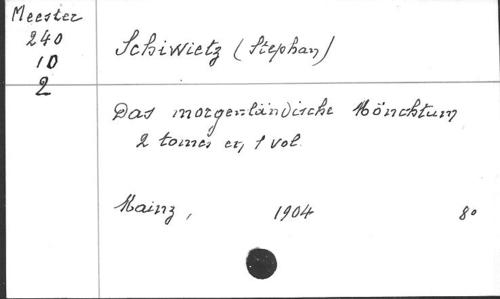 Meester
240
10
2
Schiwietz (Stephan)
Das morgenländische Mönchtum
2 tomes en 1 vol.
Mainz, 1904 8°